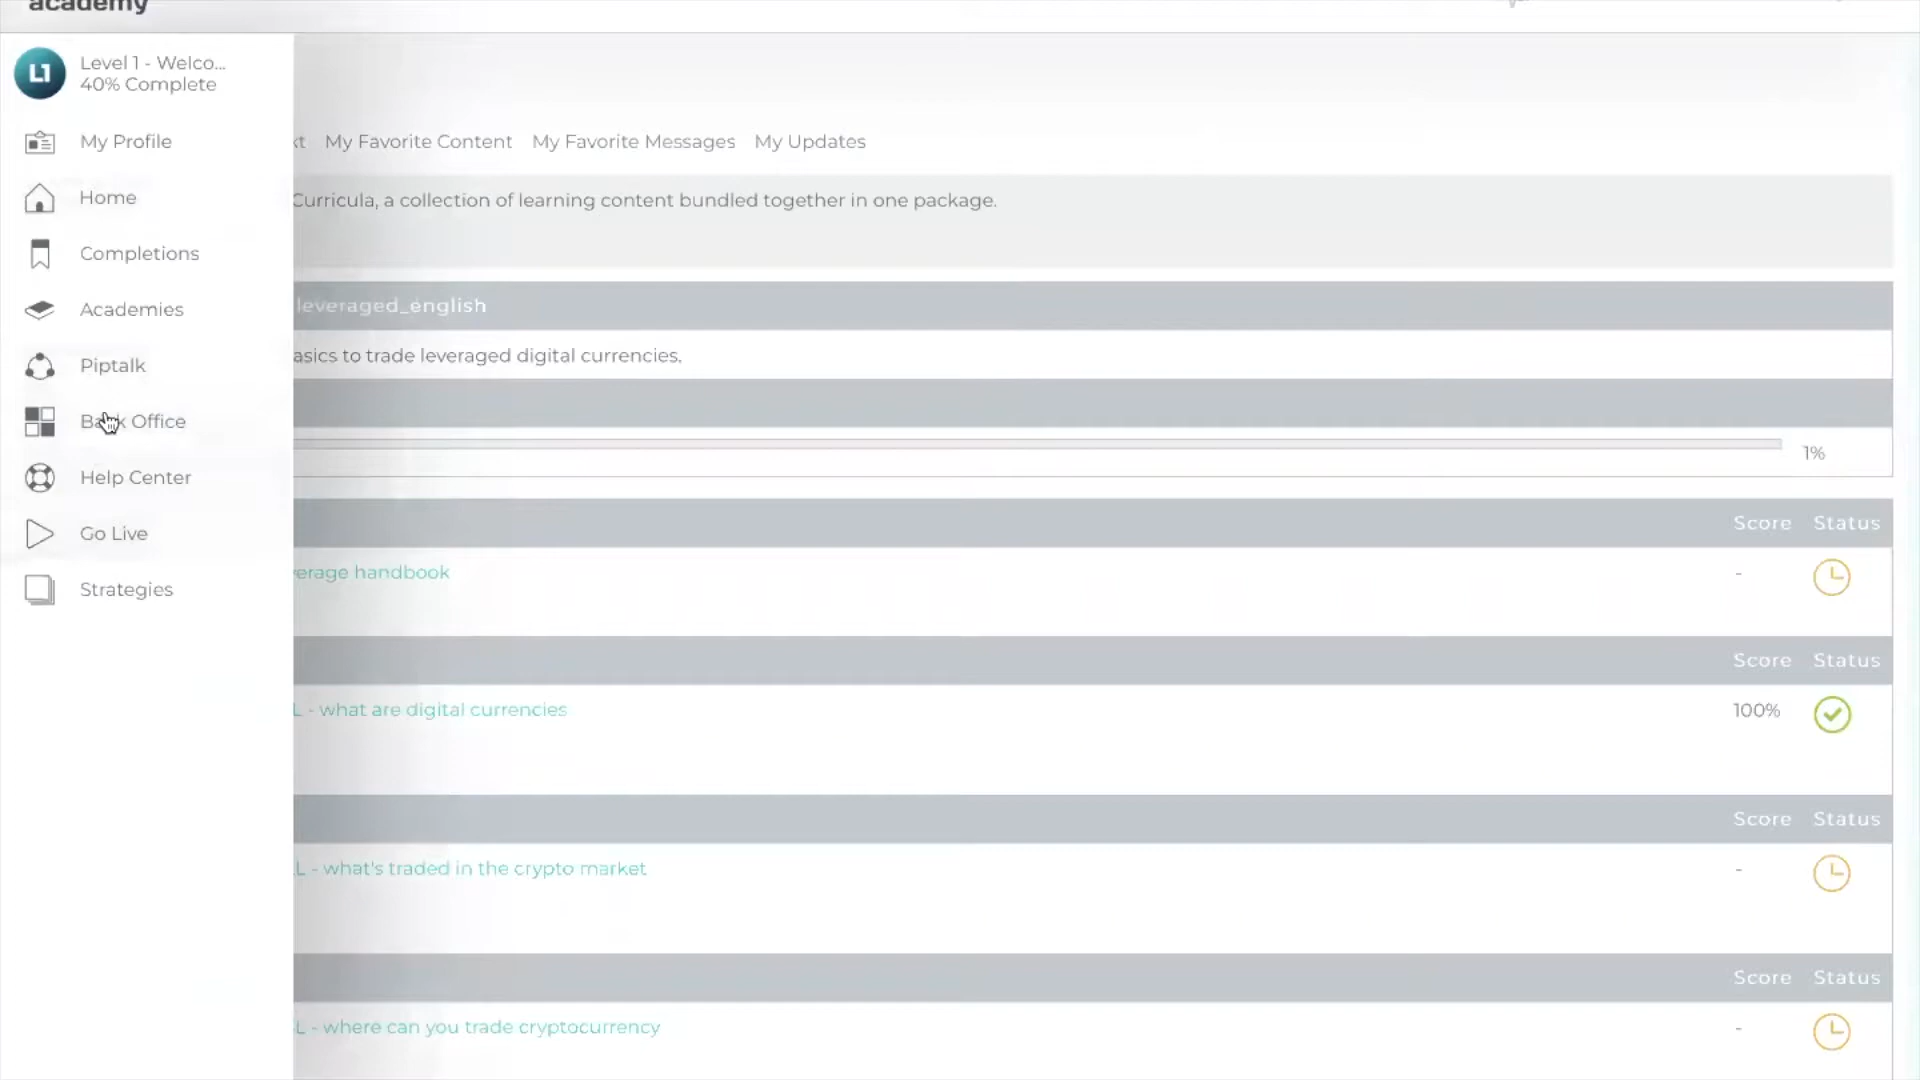 academy
L1
Level 1 - Welco...
40% Complete
My Profile
Home
Completions
Academies
Piptalk
Back Office
Help Center
Go Live
Strategies
My Favorite Content
My Favorite Messages
My Updates
Curricula, a collection of learning content bundled together in one package.
leveraged_english
asics to trade leveraged digital currencies.
1%
Score Status
erage handbook
-
Score Status
L - what are digital currencies
100%
Score Status
L - what's traded in the crypto market
-
Score Status
L - where can you trade cryptocurrency
-